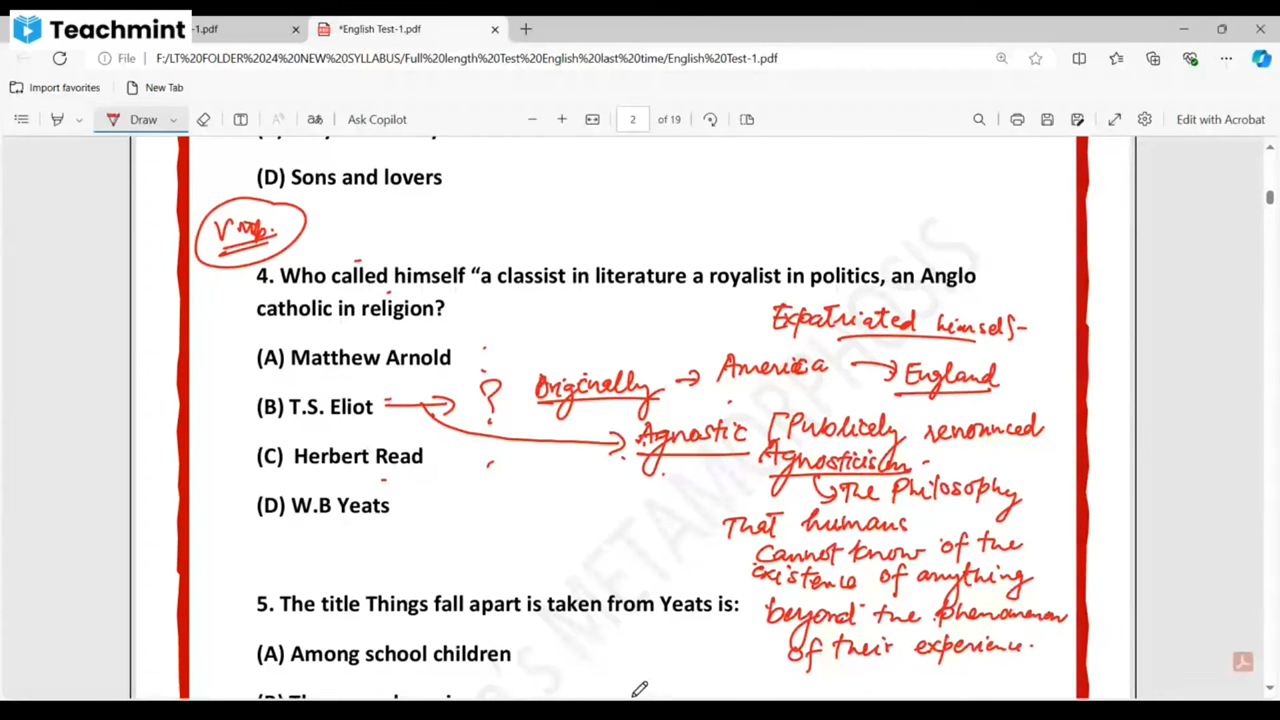 Teachmint
-1.pdf
*English Test-1.pdf
File
F:/LT%20FOLDER%2024%20NEW%20SYLLABUS/Full%20length%20Test%20English%20last%20time/English%20Test-1.pdf
Import favorites
New Tab
Draw
Ask Copilot
2 of 19
Edit with Acrobat
(D) Sons and lovers
V Imp.
4. Who called himself “a classist in literature a royalist in politics, an Anglo
catholic in religion?
Expatriated himself-
(A) Matthew Arnold
Originally → America → England
(B) T.S. Eliot → ?
Agnostic [Publicely renounced
Agnosticism
(C) Herbert Read
The Philosophy
(D) W.B Yeats
That humans
cannot know of the
existence of anything
beyond the phenomenon
of their experience.
5. The title Things fall apart is taken from Yeats is:
(A) Among school children
METAMORPHOSIS